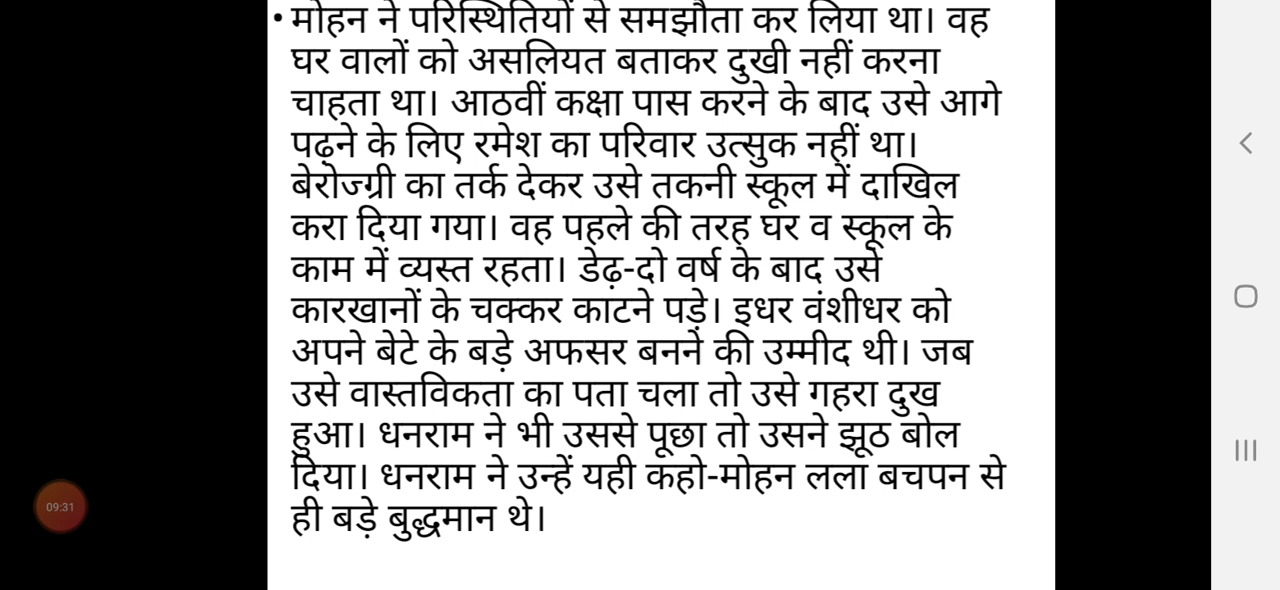 • मोहन ने परिस्थितियों से समझौता कर लिया था। वह
घर वालों को असलियत बताकर दुखी नहीं करना
चाहता था। आठवीं कक्षा पास करने के बाद उसे आगे
पढ़ने के लिए रमेश का परिवार उत्सुक नहीं था।
बेरोज्ग्री का तर्क देकर उसे तकनी स्कूल में दाखिल
करा दिया गया। वह पहले की तरह घर व स्कूल के
काम में व्यस्त रहता। डेढ़-दो वर्ष के बाद उसे
कारखानों के चक्कर काटने पड़े। इधर वंशीधर को
अपने बेटे के बड़े अफसर बनने की उम्मीद थी। जब
उसे वास्तविकता का पता चला तो उसे गहरा दुख
हुआ। धनराम ने भी उससे पूछा तो उसने झूठ बोल
दिया। धनराम ने उन्हें यही कहो-मोहन लला बचपन से
ही बड़े बुद्धमान थे।
09:31